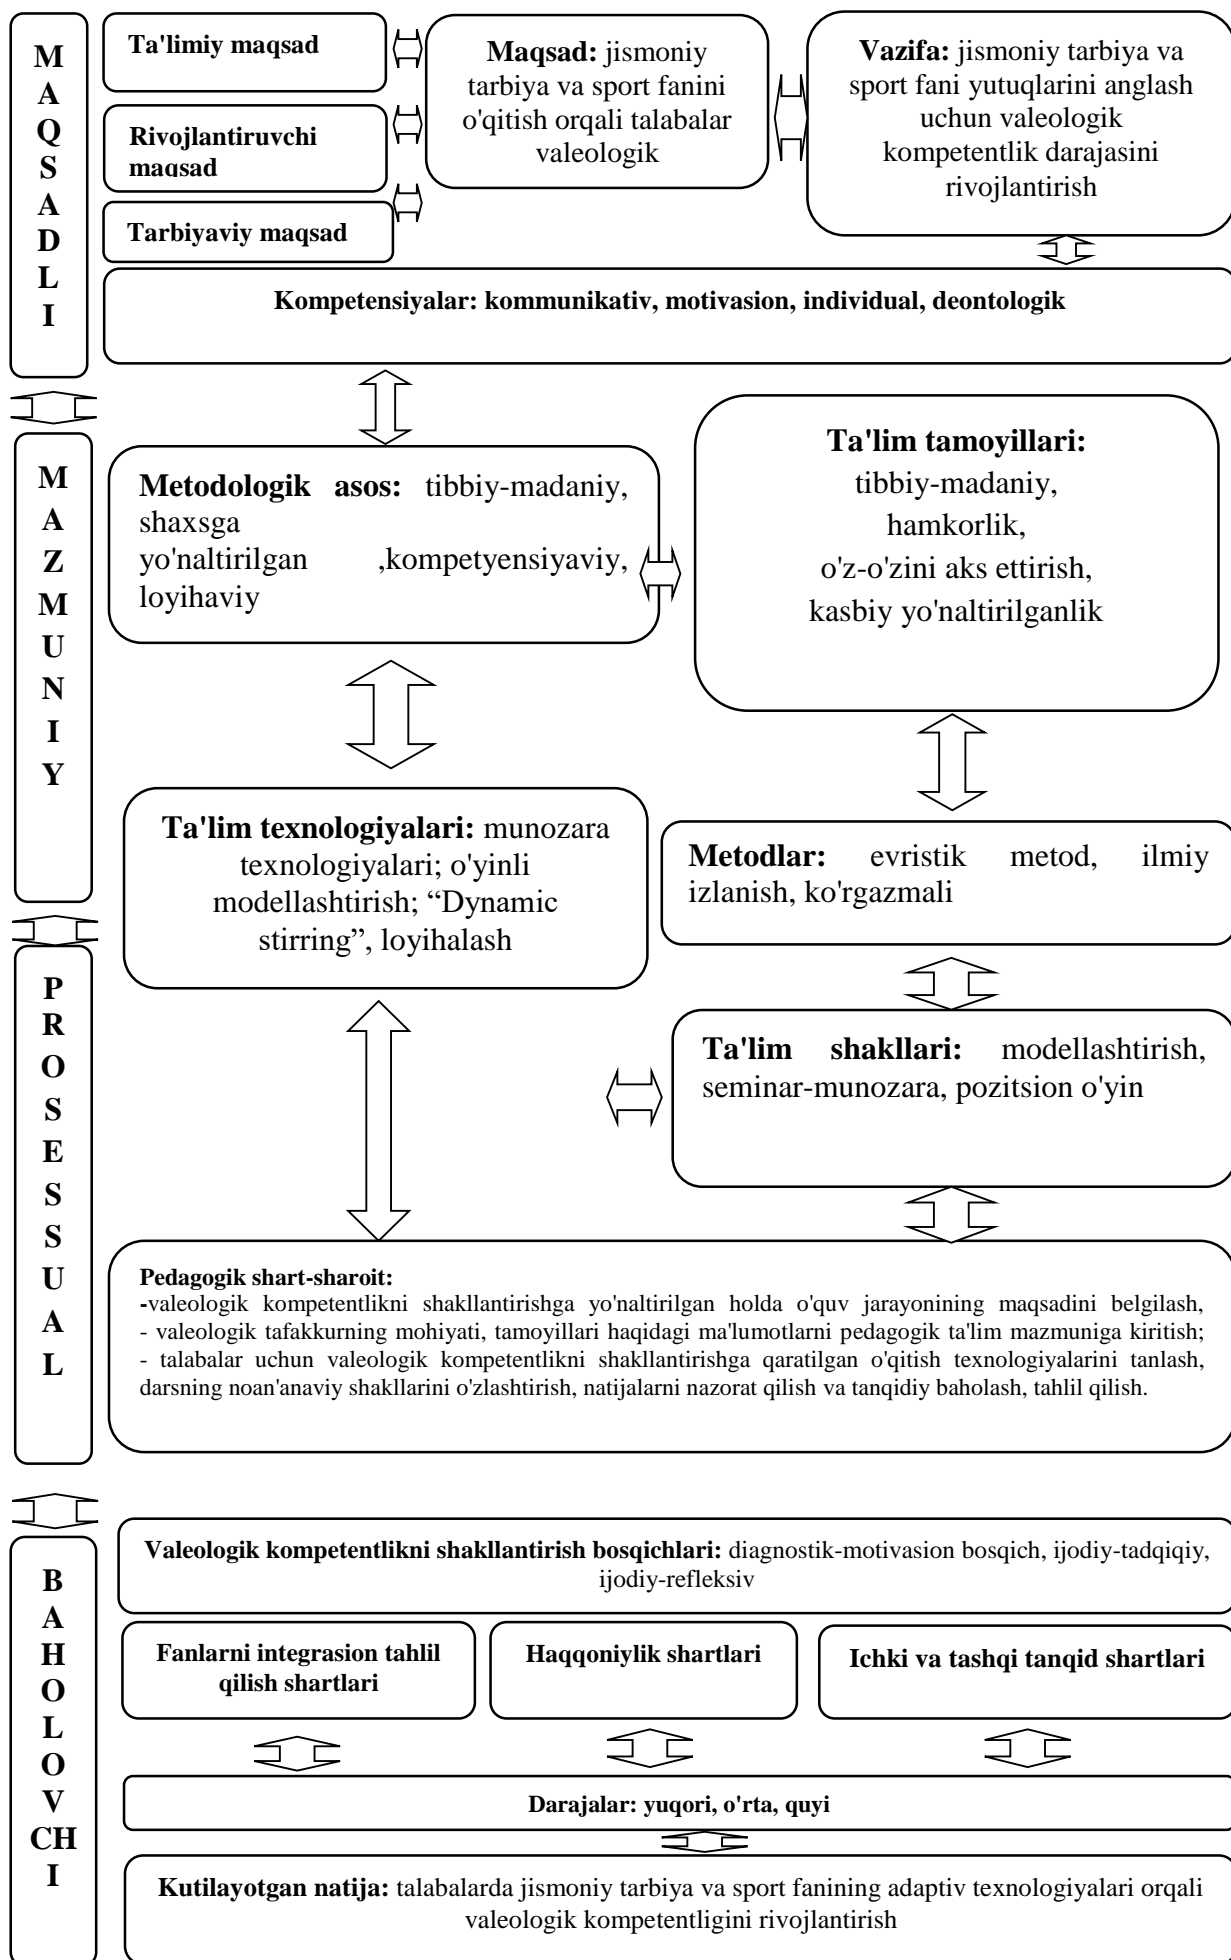 MAQSADLI
Ta'limiy maqsad
Rivojlantiruvchi
maqsad
Tarbiyaviy maqsad
Maqsad: jismoniy
tarbiya va sport fanini
o'qitish orqali talabalar
valeologik
Vazifa: jismoniy tarbiya va
sport fani yutuqlarini anglash
uchun valeologik
kompetentlik darajasini
rivojlantirish
Kompetensiyalar: kommunikativ, motivasion, individual, deontologik
MAZMUNIY
Metodologik asos: tibbiy-madaniy,
shaxsga
yo'naltirilgan ,kompetyensiyaviy,
loyihaviy
Ta'lim tamoyillari:
tibbiy-madaniy,
hamkorlik,
o'z-o'zini aks ettirish,
kasbiy yo'naltirilganlik
Ta'lim texnologiyalari: munozara
texnologiyalari; o'yinli
modellashtirish; “Dynamic
stirring”, loyihalash
Metodlar: evristik metod, ilmiy
izlanish, ko'rgazmali
PROSESSUAL
Ta'lim shakllari: modellashtirish,
seminar-munozara, pozitsion o'yin
Pedagogik shart-sharoit:
-valeologik kompetentlikni shakllantirishga yo'naltirilgan holda o'quv jarayonining maqsadini belgilash,
- valeologik tafakkurning mohiyati, tamoyillari haqidagi ma'lumotlarni pedagogik ta'lim mazmuniga kiritish;
- talabalar uchun valeologik kompetentlikni shakllantirishga qaratilgan o'qitish texnologiyalarini tanlash,
darsning noan'anaviy shakllarini o'zlashtirish, natijalarni nazorat qilish va tanqidiy baholash, tahlil qilish.
BAHOLOVCHI
Valeologik kompetentlikni shakllantirish bosqichlari: diagnostik-motivasion bosqich, ijodiy-tadqiqiy,
ijodiy-refleksiv
Fanlarni integrasion tahlil
qilish shartlari
Haqqoniylik shartlari
Ichki va tashqi tanqid shartlari
Darajalar: yuqori, o'rta, quyi
Kutilayotgan natija: talabalarda jismoniy tarbiya va sport fanining adaptiv texnologiyalari orqali
valeologik kompetentligini rivojlantirish